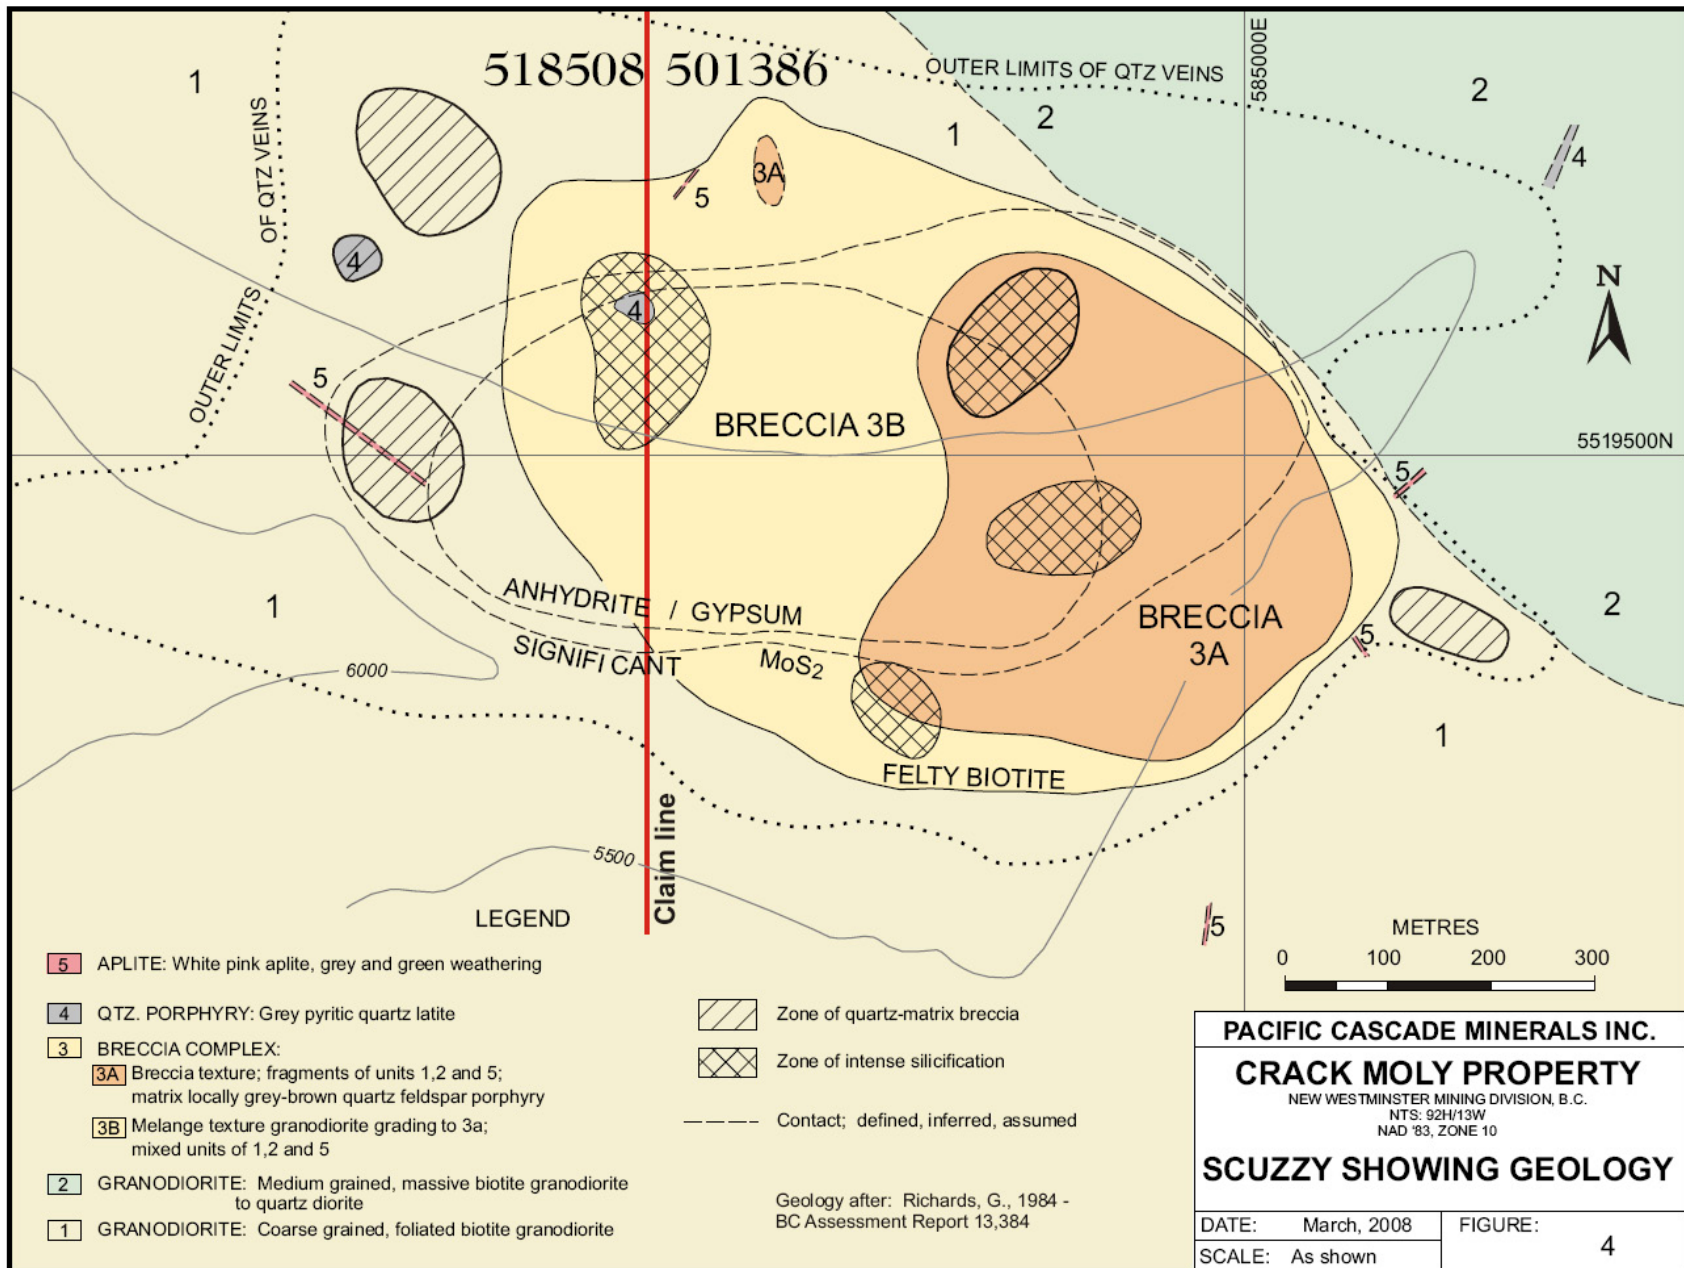 518508 501386
585000E
OUTER LIMITS OF QTZ VEINS
1
2
2
1
OF QTZ VEINS
OUTER LIMITS
3A
5
4
4
4
N
5
BRECCIA 3B
5519500N
5
ANHYDRITE / GYPSUM
SIGNIFI CANT MoS2
BRECCIA
3A
5
2
1
6000
1
FELTY BIOTITE
Claim line
5500
5
LEGEND
5 APLITE: White pink aplite, grey and green weathering
4 QTZ. PORPHYRY: Grey pyritic quartz latite
3 BRECCIA COMPLEX:
3A Breccia texture; fragments of units 1,2 and 5;
matrix locally grey-brown quartz feldspar porphyry
3B Melange texture granodiorite grading to 3a;
mixed units of 1,2 and 5
2 GRANODIORITE: Medium grained, massive biotite granodiorite
to quartz diorite
1 GRANODIORITE: Coarse grained, foliated biotite granodiorite
Zone of quartz-matrix breccia
Zone of intense silicification
Contact; defined, inferred, assumed
Geology after: Richards, G., 1984 -
BC Assessment Report 13,384
METRES
0 100 200 300
PACIFIC CASCADE MINERALS INC.
CRACK MOLY PROPERTY
NEW WESTMINSTER MINING DIVISION, B.C.
NTS: 92H/13W
NAD '83, ZONE 10
SCUZZY SHOWING GEOLOGY
DATE: March, 2008
SCALE: As shown
FIGURE:
4